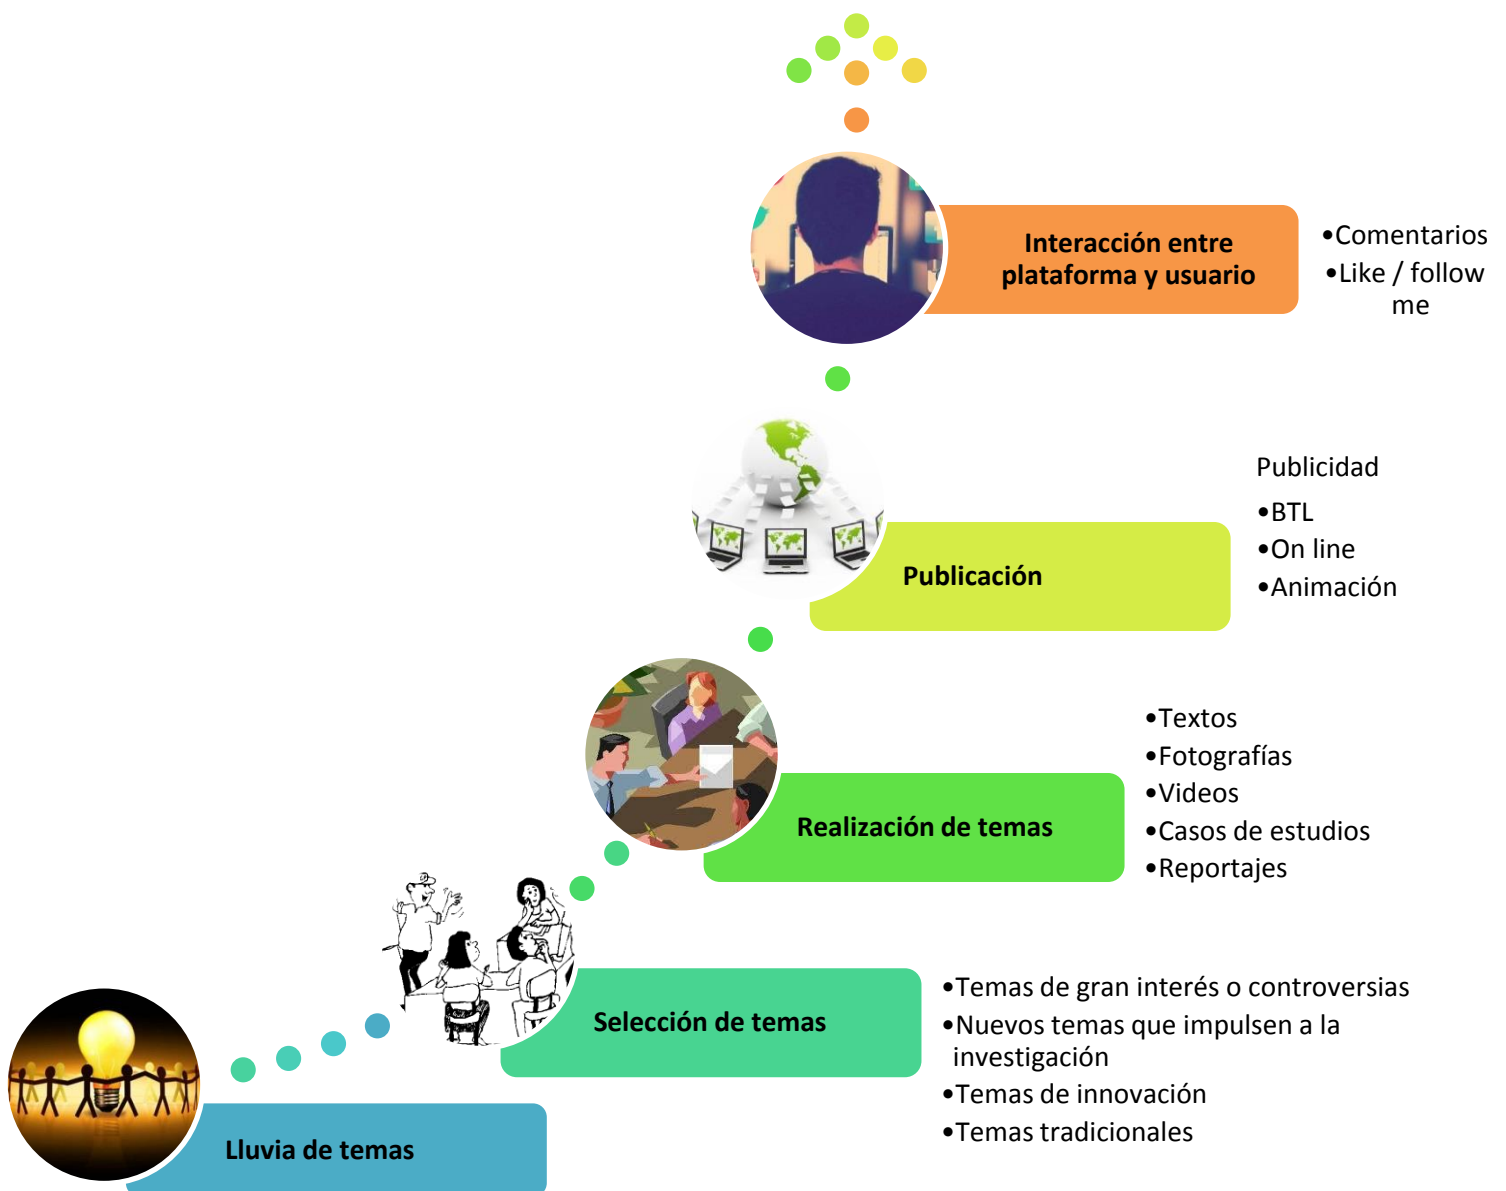 Interacción entre
plataforma y usuario
•Comentarios
•Like / follow
me
Publicación
Publicidad
•BTL
•On line
•Animación
Realización de temas
•Textos
•Fotografías
•Videos
•Casos de estudios
•Reportajes
Selección de temas
•Temas de gran interés o controversias
•Nuevos temas que impulsen a la
investigación
•Temas de innovación
•Temas tradicionales
Lluvia de temas